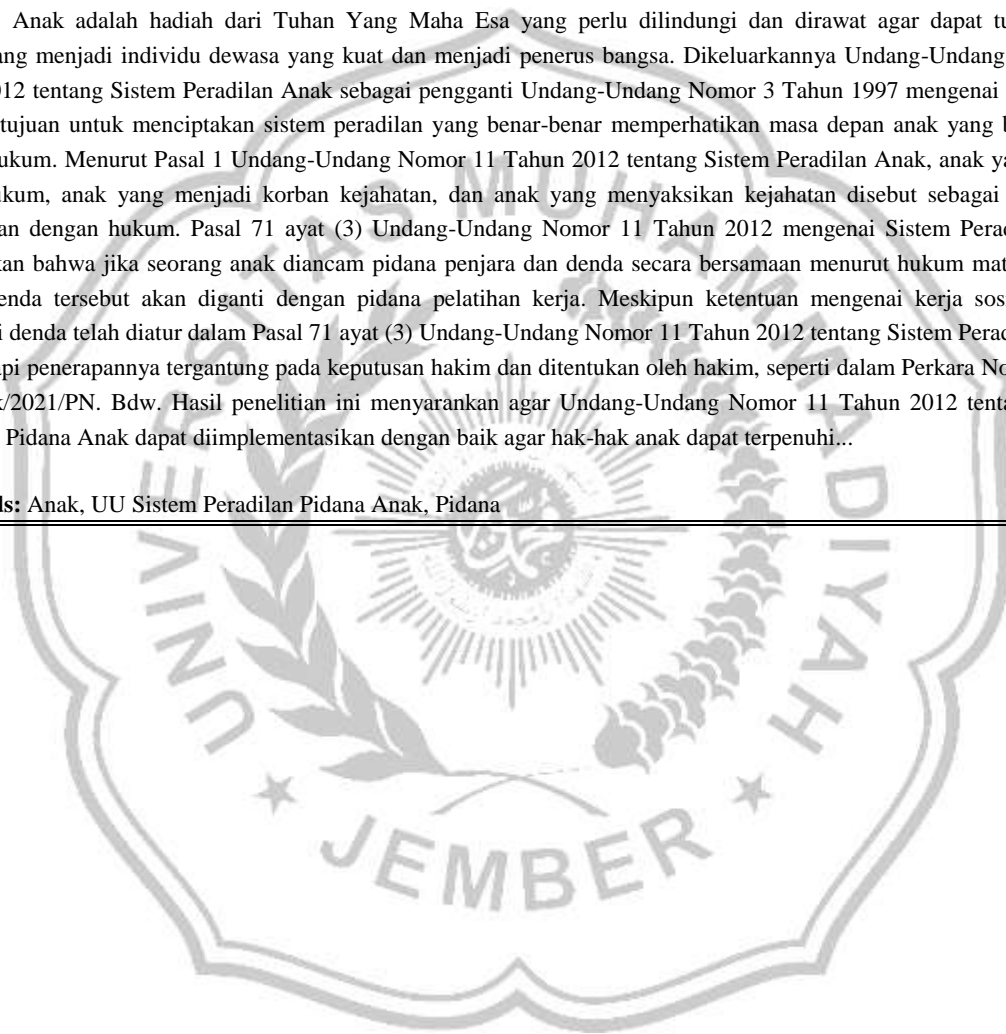 Anak adalah hadiah dari Tuhan Yang Maha Esa yang perlu dilindungi dan dirawat agar dapat tu
ang menjadi individu dewasa yang kuat dan menjadi penerus bangsa. Dikeluarkannya Undang-Undang
012 tentang Sistem Peradilan Anak sebagai pengganti Undang-Undang Nomor 3 Tahun 1997 mengenai
tujuan untuk menciptakan sistem peradilan yang benar-benar memperhatikan masa depan anak yang b
ukum. Menurut Pasal 1 Undang-Undang Nomor 11 Tahun 2012 tentang Sistem Peradilan Anak, anak ya
ukum, anak yang menjadi korban kejahatan, dan anak yang menyaksikan kejahatan disebut sebagai
an dengan hukum. Pasal 71 ayat (3) Undang-Undang Nomor 11 Tahun 2012 mengenai Sistem Perad
kan bahwa jika seorang anak diancam pidana penjara dan denda secara bersamaan menurut hukum mat
enda tersebut akan diganti dengan pidana pelatihan kerja. Meskipun ketentuan mengenai kerja sos
i denda telah diatur dalam Pasal 71 ayat (3) Undang-Undang Nomor 11 Tahun 2012 tentang Sistem Perad
api penerapannya tergantung pada keputusan hakim dan ditentukan oleh hakim, seperti dalam Perkara No
k/2021/PN. Bdw. Hasil penelitian ini menyarankan agar Undang-Undang Nomor 11 Tahun 2012 tenta
Pidana Anak dapat diimplementasikan dengan baik agar hak-hak anak dapat terpenuhi...
ds: Anak, UU Sistem Peradilan Pidana Anak, Pidana
UNIVERSITAS MUHAMMADIYAH
JEMBER